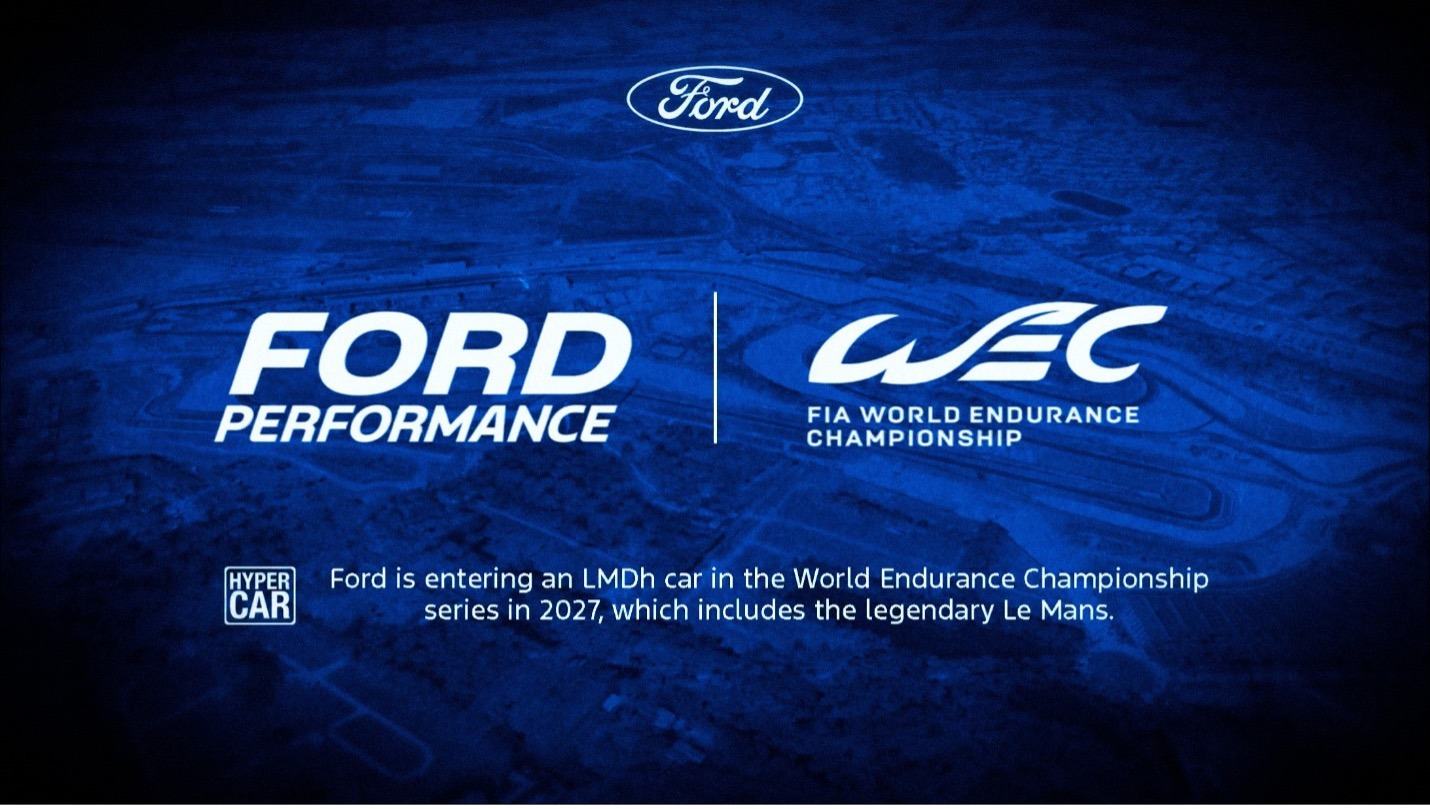 Ford
FORD
PERFORMANCE
WEC
FIA WORLD ENDURANCE
CHAMPIONSHIP
HYPER
CAR
Ford is entering an LMDh car in the World Endurance Championship
series in 2027, which includes the legendary Le Mans.